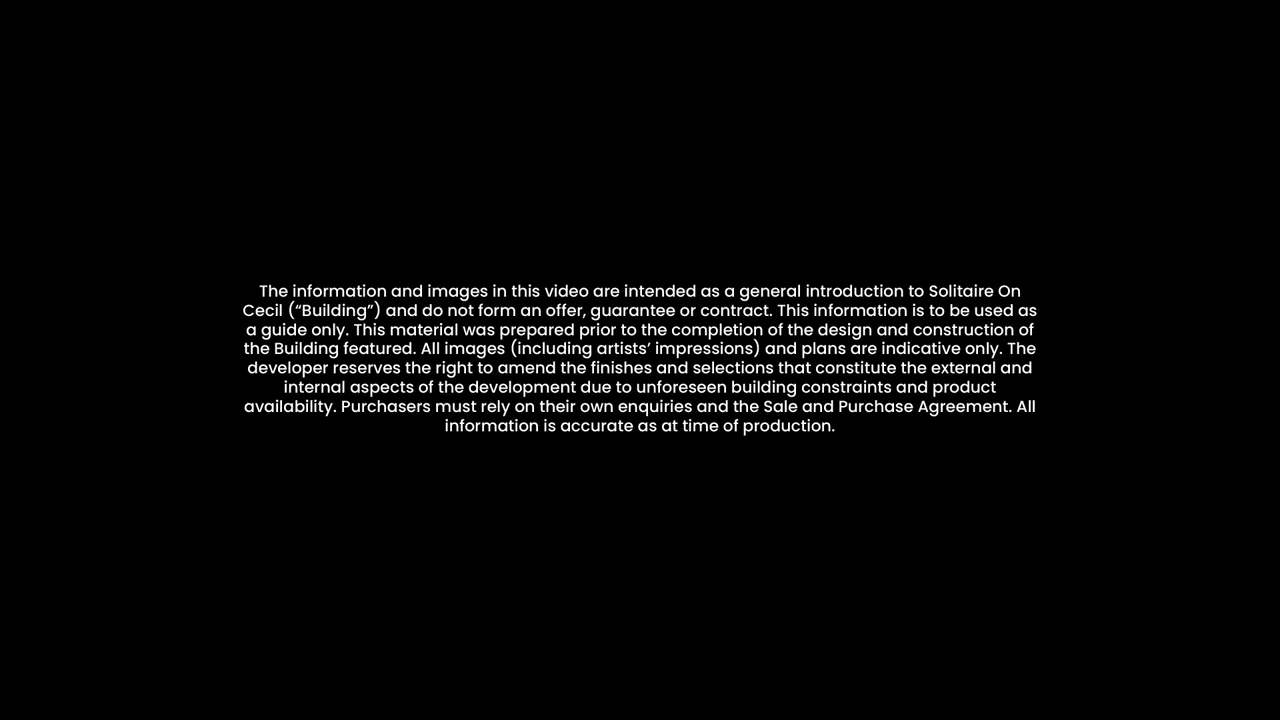 The information and images in this video are intended as a general introduction to Solitaire On
Cecil (“Building”) and do not form an offer, guarantee or contract. This information is to be used as
a guide only. This material was prepared prior to the completion of the design and construction of
the Building featured. All images (including artists’ impressions) and plans are indicative only. The
developer reserves the right to amend the finishes and selections that constitute the external and
internal aspects of the development due to unforeseen building constraints and product
availability. Purchasers must rely on their own enquiries and the Sale and Purchase Agreement. All
information is accurate as at time of production.